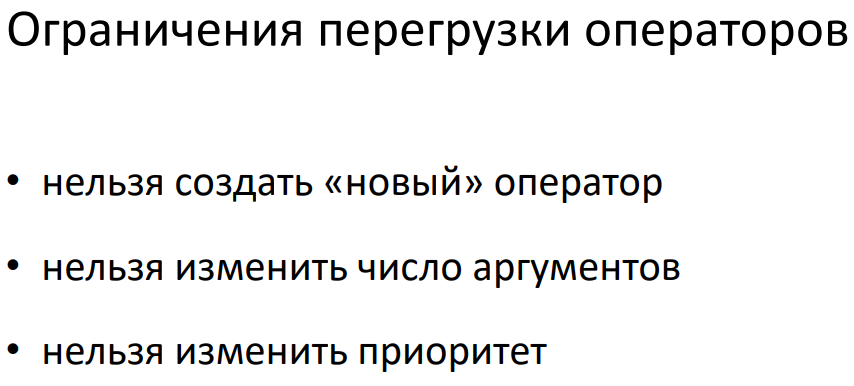 Ограничения перегрузки операторов
• нельзя создать «новый» оператор
• нельзя изменить число аргументов
• нельзя изменить приоритет